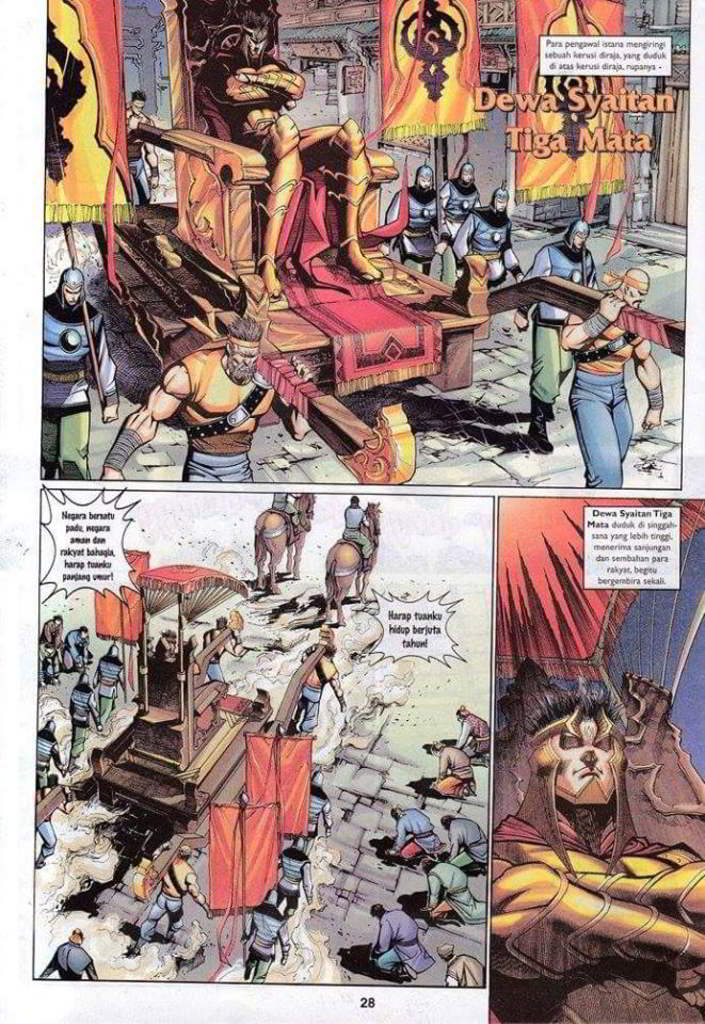 Para pengawal istana mengiringi
sebuah kerusi diraja, yang duduk
di atas kerusi diraja, rupanya -
Dewa Syaitan
Tiga Mata
Negara bersatu
padu, negara
aman dan
rakyat bahagia,
harap tuanku
panjang umur!
Harap tuanku
hidup berjuta
tahun!
Dewa Syaitan Tiga
Mata duduk di singgah-
sana yang lebih tinggi,
menerima sanjungan
dan sembahan para
rakyat, begitu
bergembira sekali.
28